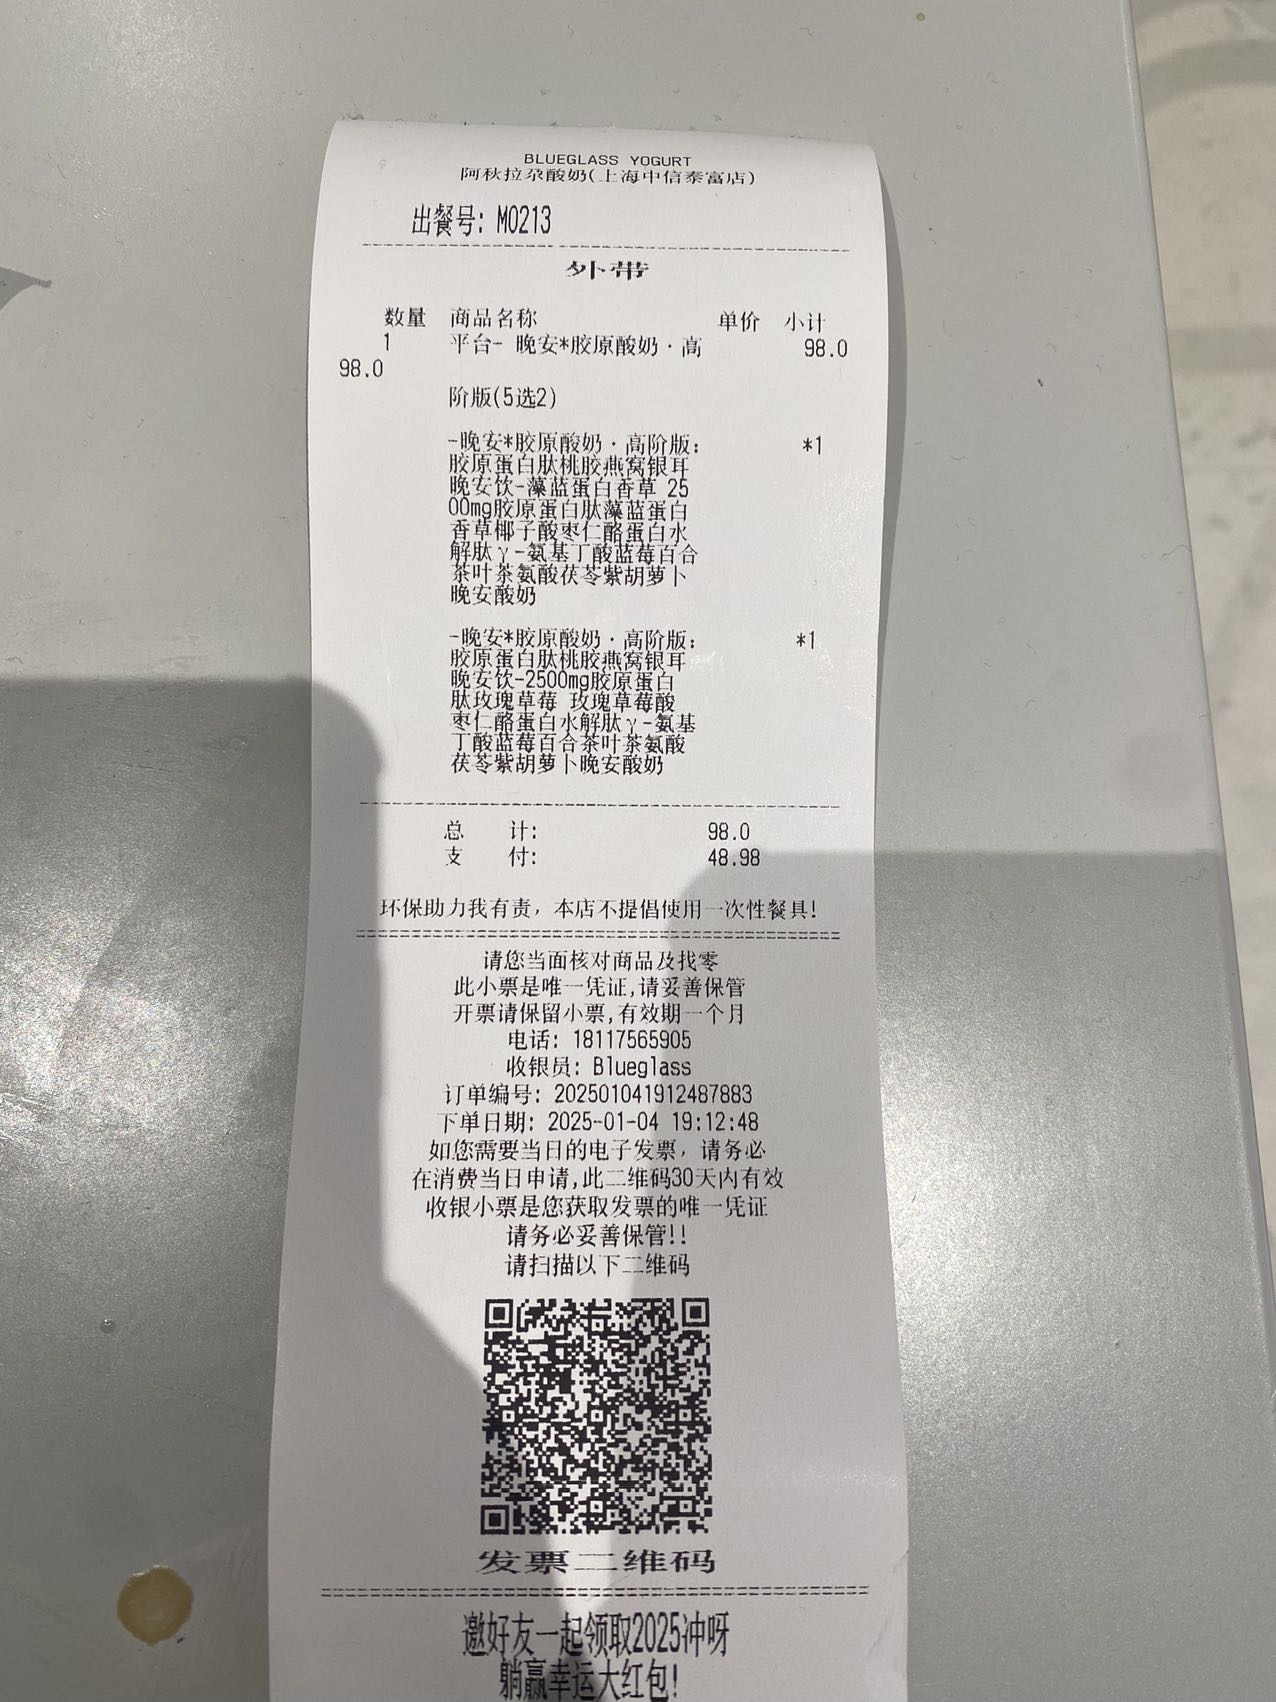 BLUEGLASS YOGURT
阿秋拉尕酸奶(上海中信泰富店)
出餐号: M0213
外带
数量 商品名称 单价 小计
1 平台- 晚安*胶原酸奶·高 98.0
98.0
阶版(5选2)
-晚安*胶原酸奶·高阶版: *1
胶原蛋白肽桃胶燕窝银耳
晚安饮-藻蓝蛋白香草 25
00mg胶原蛋白肽藻蓝蛋白
香草椰子酸枣仁酪蛋白水
解肽γ-氨基丁酸蓝莓百合
茶叶茶氨酸茯苓紫胡萝卜
晚安酸奶
-晚安*胶原酸奶·高阶版: *1
胶原蛋白肽桃胶燕窝银耳
晚安饮-2500mg胶原蛋白
肽玫瑰草莓 玫瑰草莓酸
枣仁酪蛋白水解肽γ-氨基
丁酸蓝莓百合茶叶茶氨酸
茯苓紫胡萝卜晚安酸奶
总 计: 98.0
支 付: 48.98
环保助力我有责，本店不提倡使用一次性餐具!
请您当面核对商品及找零
此小票是唯一凭证,请妥善保管
开票请保留小票,有效期一个月
电话: 18117565905
收银员: Blueglass
订单编号: 202501041912487883
下单日期: 2025-01-04 19:12:48
如您需要当日的电子发票，请务必
在消费当日申请,此二维码30天内有效
收银小票是您获取发票的唯一凭证
请务必妥善保管!!
请扫描以下二维码
发票二维码
邀好友一起领取2025冲呀
躺赢幸运大红包!